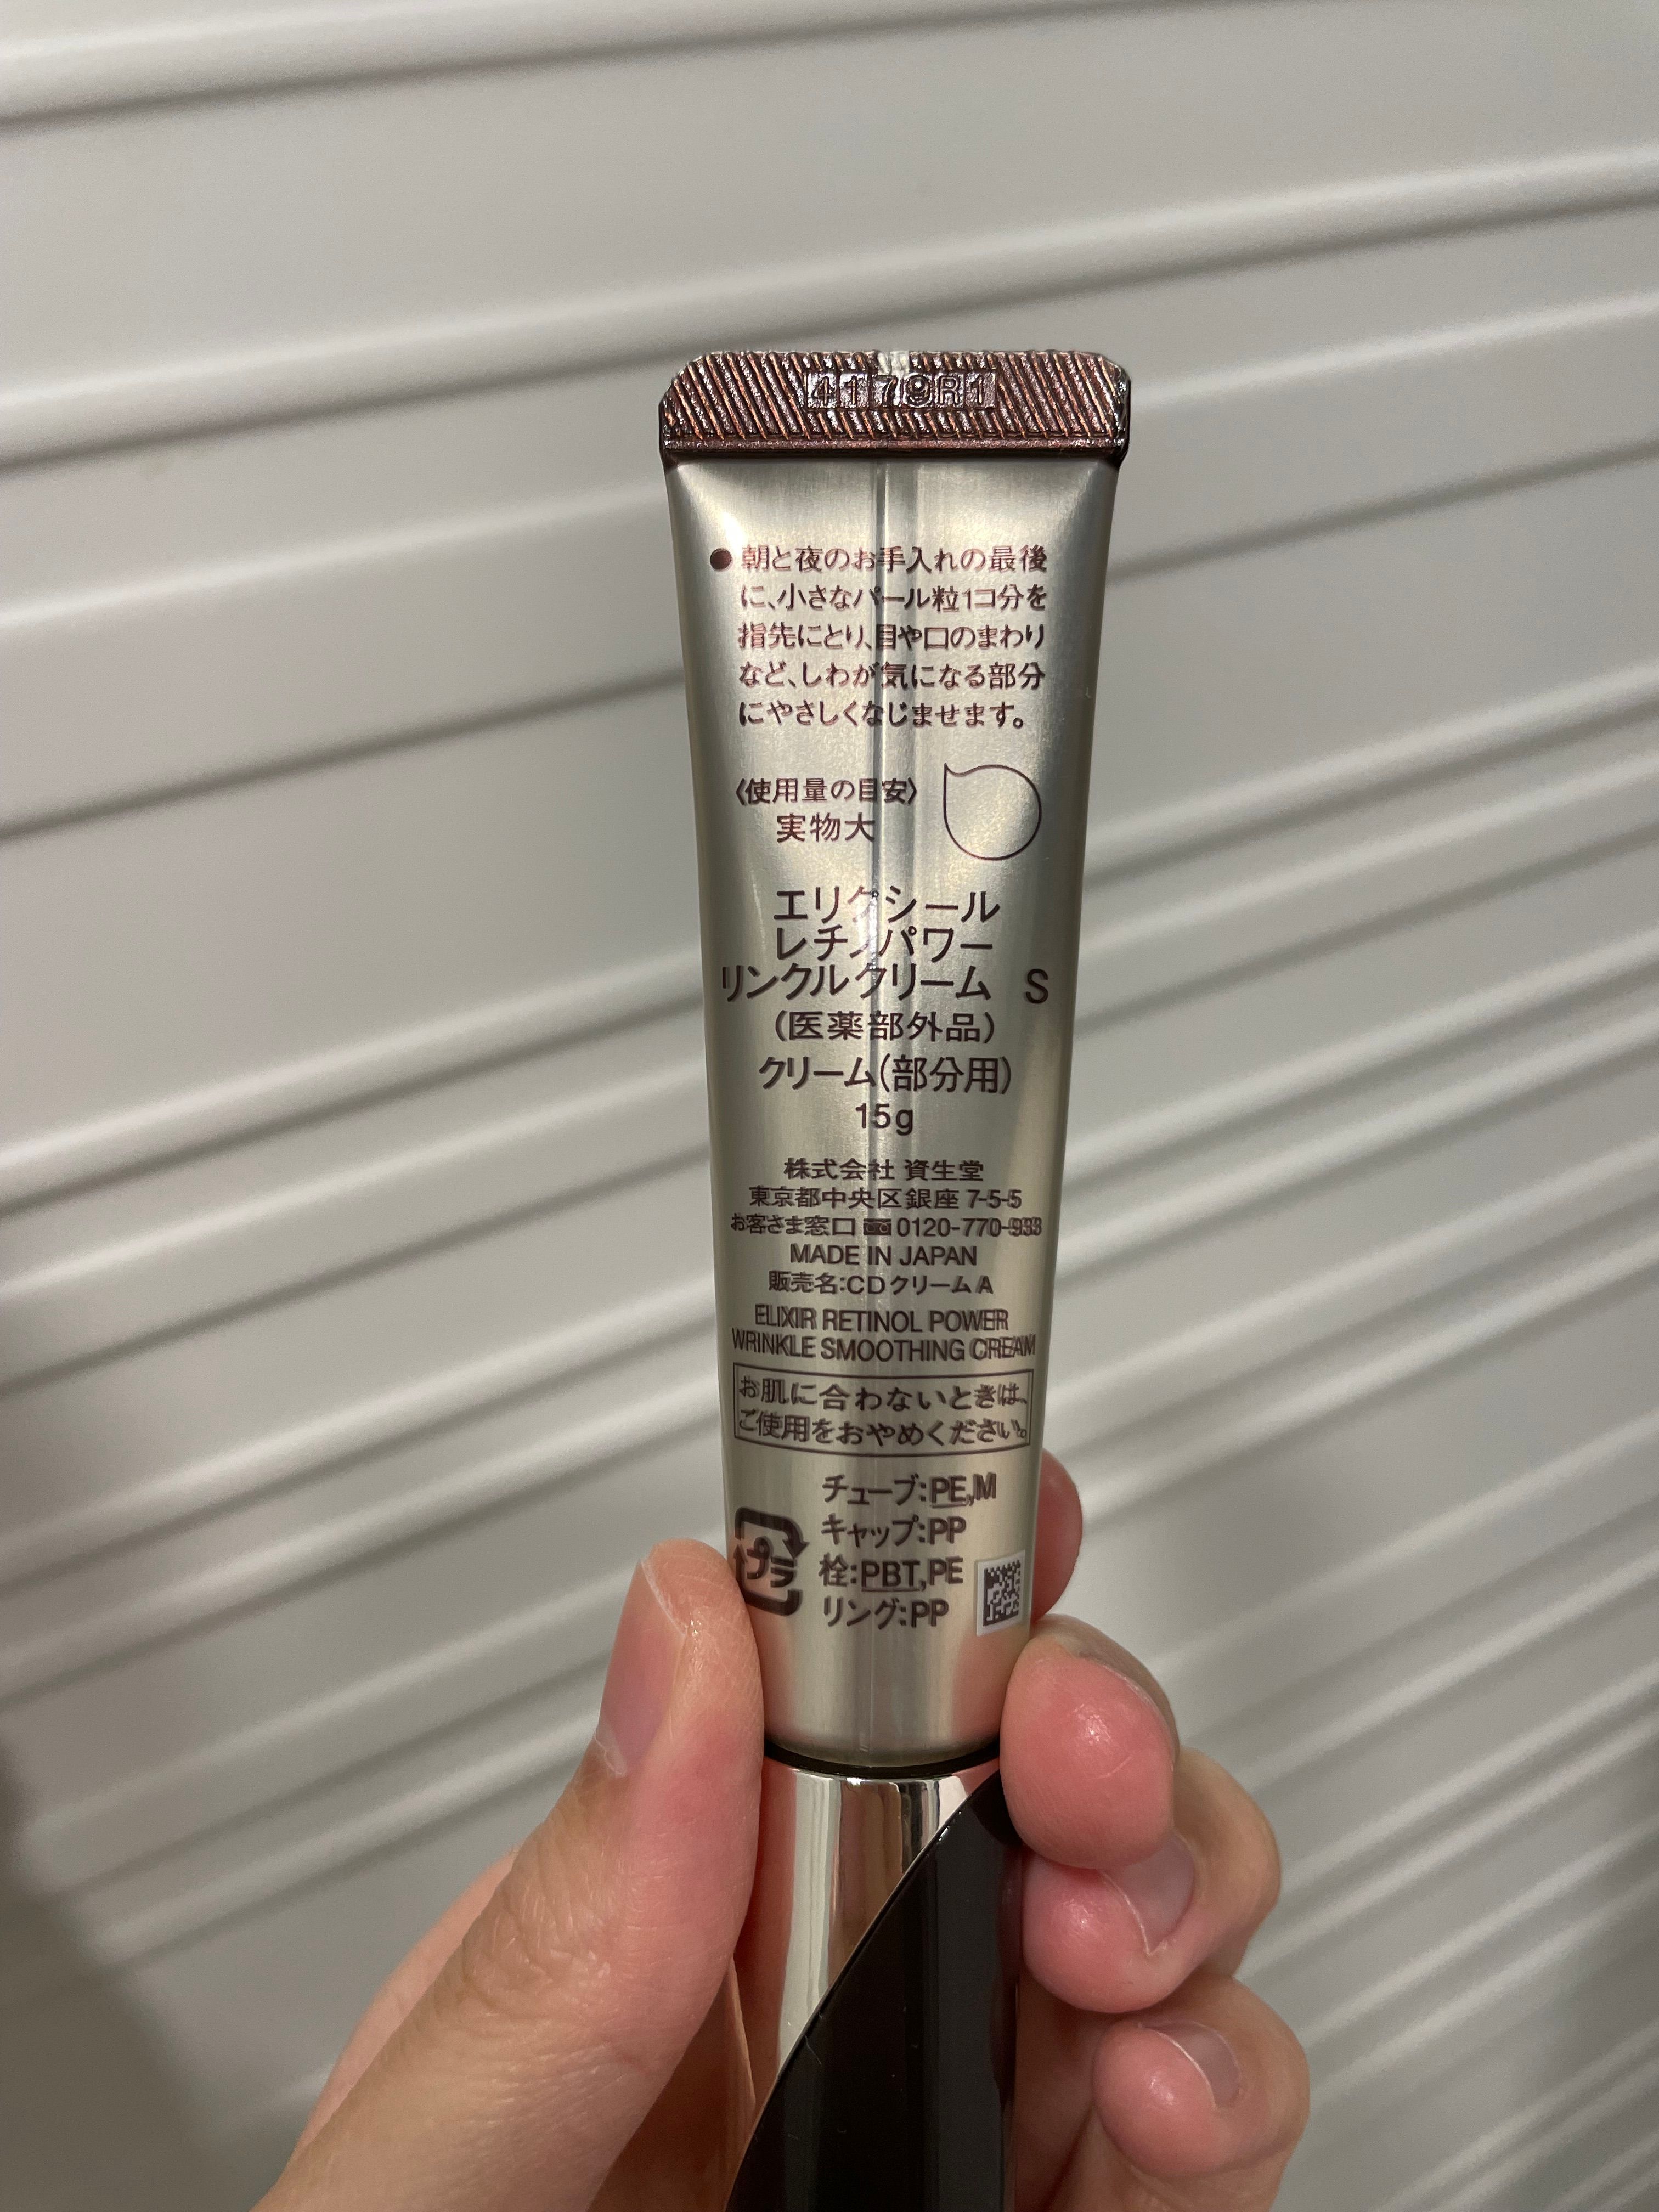 4179R1
●朝と夜のお手入れの最後
に、小さなパール粒1コ分を
指先にとり、目や口のまわり
など、しわが気になる部分
にやさしくなじませます。
〈使用量の目安〉
実物大
エリクシール
レチノパワー
リンクルクリーム S
(医薬部外品)
クリーム(部分用)
15g
株式会社 資生堂
東京都中央区銀座 7-5-5
お客さま窓口 0120-770-933
MADE IN JAPAN
販売名:CDクリームA
ELIXIR RETINOL POWER
WRINKLE SMOOTHING CREAM
お肌に合わないときは、
ご使用をおやめください。
プラ
チューブ:PE,M
キャップ:PP
栓:PBT,PE
リング:PP